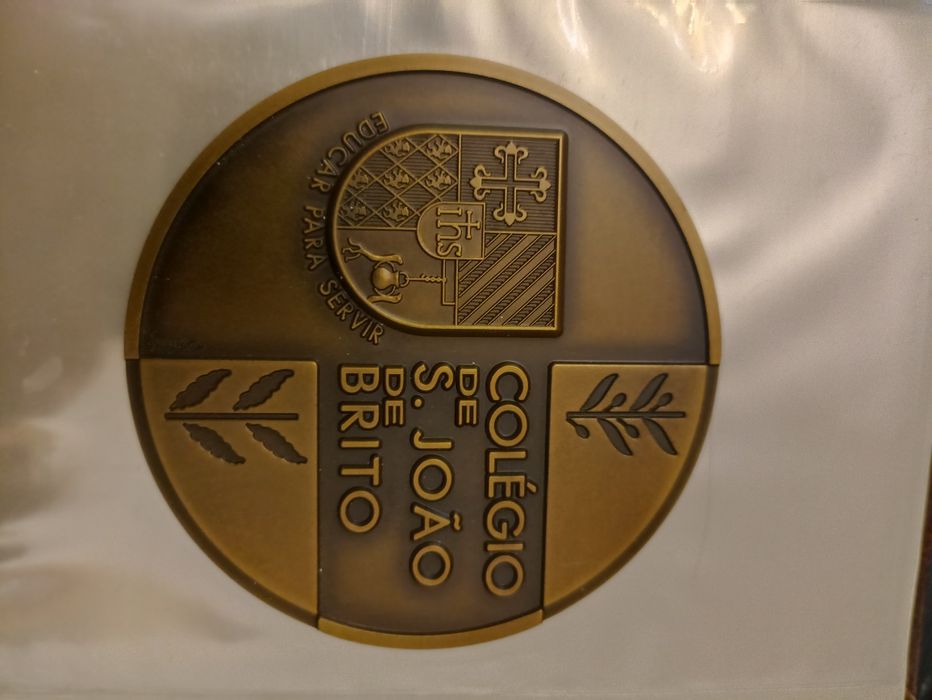 Ihs
EDUCAR PARA SERVIR
COLÉGIO
DE
S. JOÃO
DE
BRITO